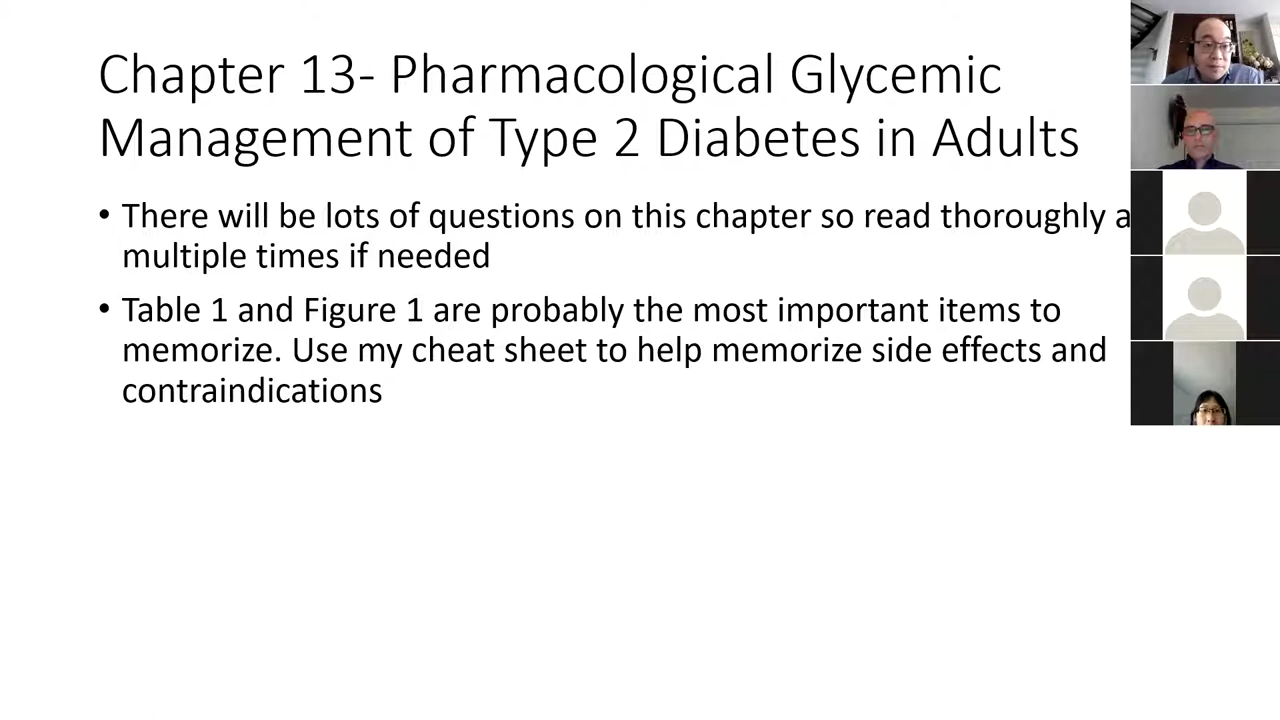 Chapter 13- Pharmacological Glycemic
Management of Type 2 Diabetes in Adults
• There will be lots of questions on this chapter so read thoroughly a
multiple times if needed
• Table 1 and Figure 1 are probably the most important items to
memorize. Use my cheat sheet to help memorize side effects and
contraindications